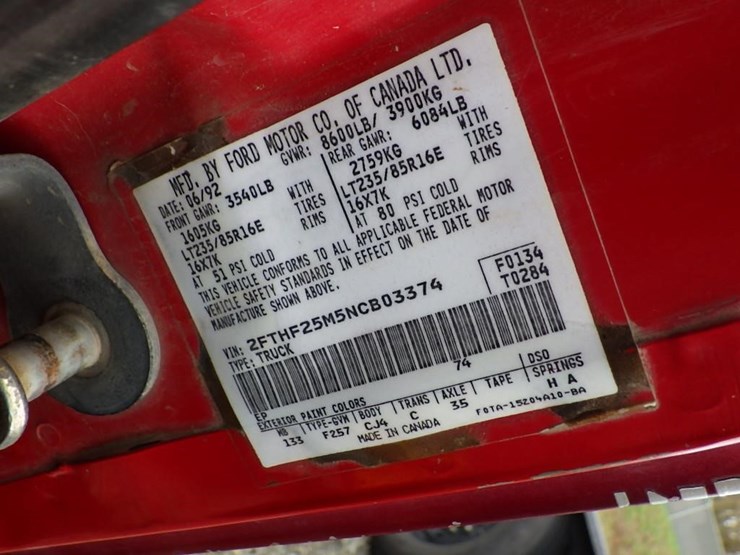 MFD. BY FORD MOTOR CO. OF CANADA LTD.
DATE: 06/92 GVWR: 8600LB/ 3900KG
FRONT GAWR: 3540LB REAR GAWR: 6084LB
1605KG WITH 2759KG WITH
LT235/85R16E TIRES LT235/85R16E TIRES
16X7K RIMS 16X7K RIMS
AT 51 PSI COLD AT 80 PSI COLD
THIS VEHICLE CONFORMS TO ALL APPLICABLE FEDERAL MOTOR
VEHICLE SAFETY STANDARDS IN EFFECT ON THE DATE OF
MANUFACTURE SHOWN ABOVE.
F0134
VIN: 2FTHF25M5NCB03374 T0284
TYPE: TRUCK
EP 74
EXTERIOR PAINT COLORS DSO
WB TYPE-GVW BODY TRANS AXLE TAPE SPRINGS
133 F257 CJ4 C 35 H A
MADE IN CANADA F0TA-15204A10-BA